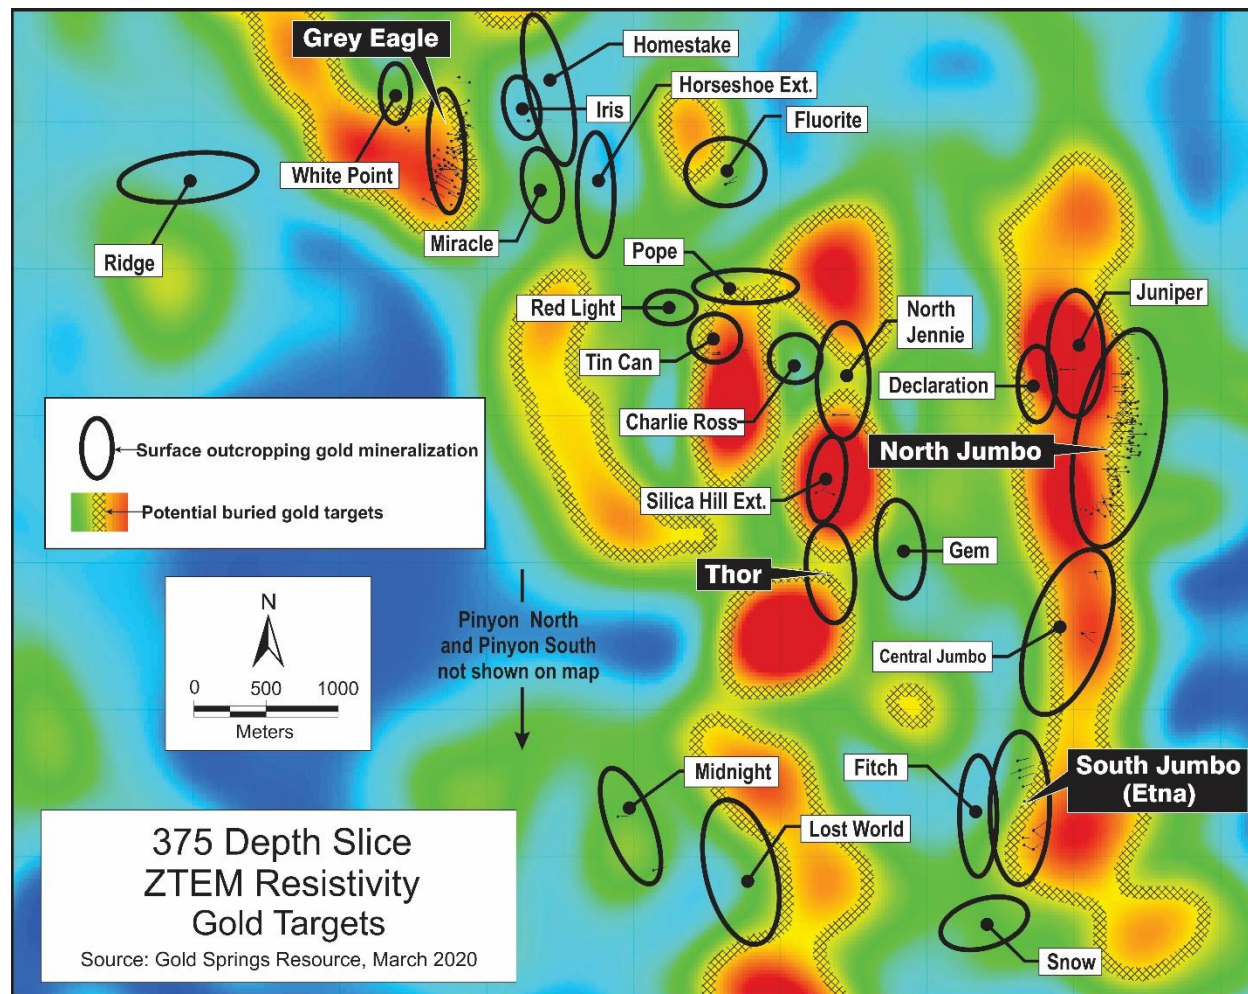 Grey Eagle
Homestake
Horseshoe Ext.
Iris
Fluorite
White Point
Miracle
Ridge
Pope
Red Light
North
Jennie
Juniper
Tin Can
Declaration
Charlie Ross
Surface outcropping gold mineralization
North Jumbo
Silica Hill Ext.
Potential buried gold targets
Gem
Thor
N
Pinyon North
and Pinyon South
not shown on map
Central Jumbo
0 500 1000
Meters
Midnight
Fitch
South Jumbo
(Etna)
Lost World
375 Depth Slice
ZTEM Resistivity
Gold Targets
Source: Gold Springs Resource, March 2020
Snow